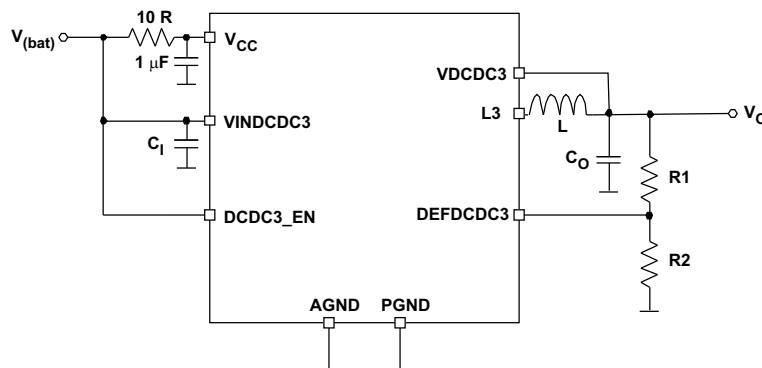 10 R
V(bat)
VCC
1 μF
VDCDC3
L3
L
VO
VINDCDC3
CI
CO
R1
DCDC3_EN
DEFDCDC3
R2
AGND PGND